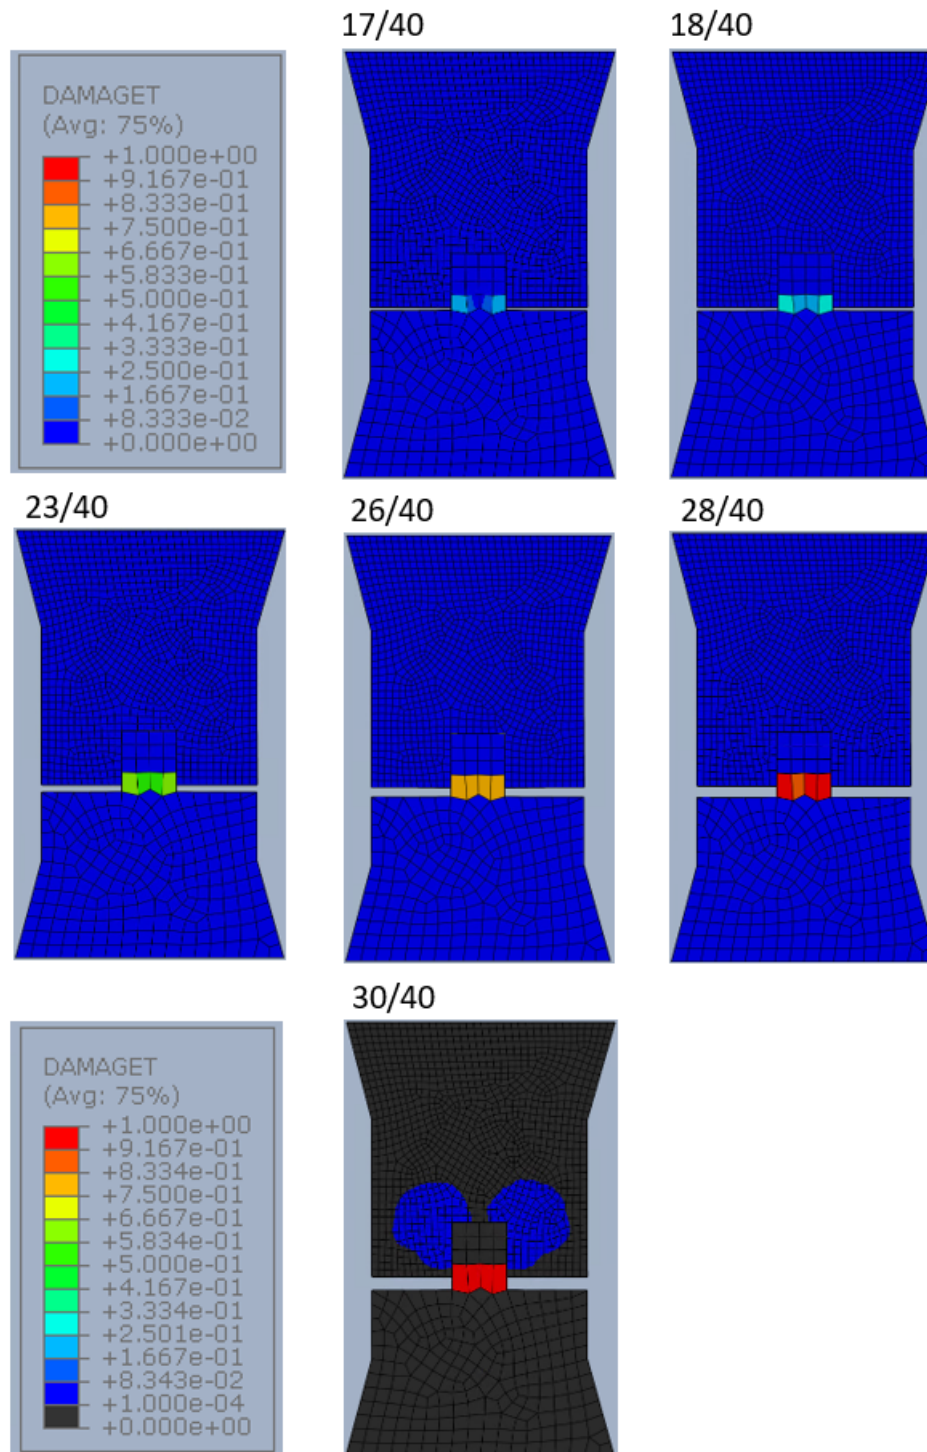 17/40
18/40
DAMAGET
(Avg: 75%)
+1.000e+00
+9.167e-01
+8.333e-01
+7.500e-01
+6.667e-01
+5.833e-01
+5.000e-01
+4.167e-01
+3.333e-01
+2.500e-01
+1.667e-01
+8.333e-02
+0.000e+00
23/40
26/40
28/40
30/40
DAMAGET
(Avg: 75%)
+1.000e+00
+9.167e-01
+8.334e-01
+7.500e-01
+6.667e-01
+5.834e-01
+5.000e-01
+4.167e-01
+3.334e-01
+2.501e-01
+1.667e-01
+8.343e-02
+1.000e-04
+0.000e+00